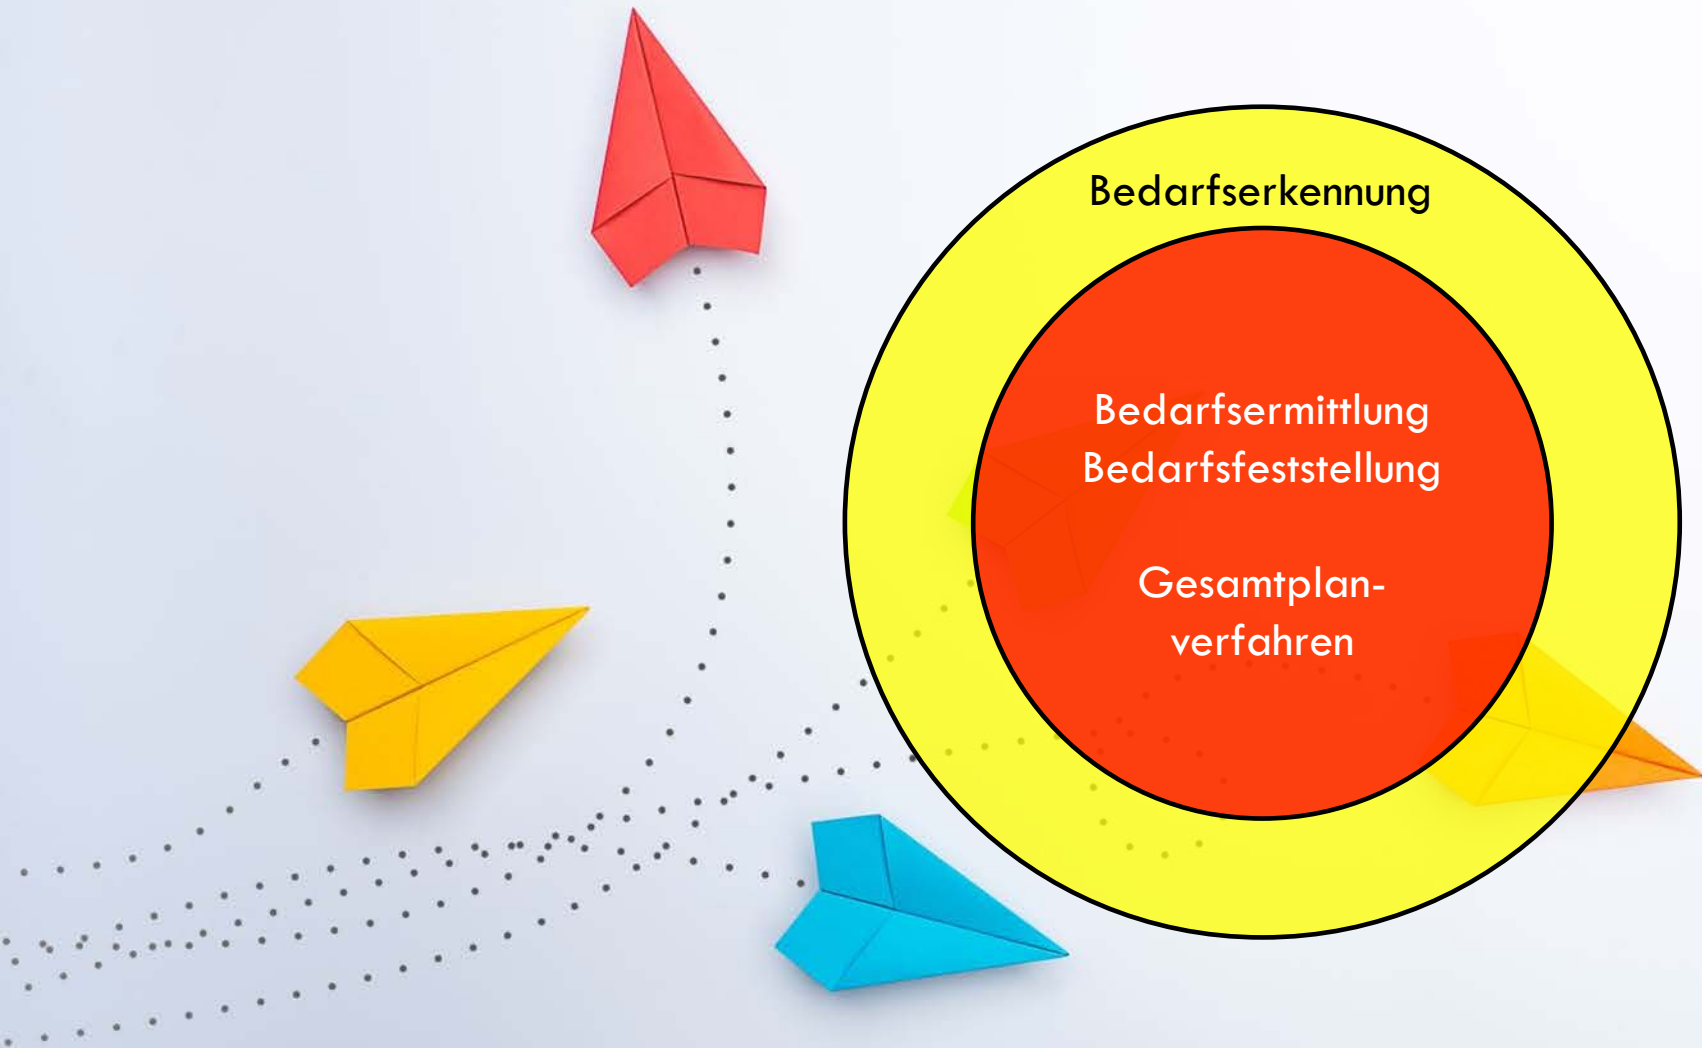 Bedarfserkennung
Bedarfsermittlung
Bedarfsfeststellung
Gesamtplan-
verfahren